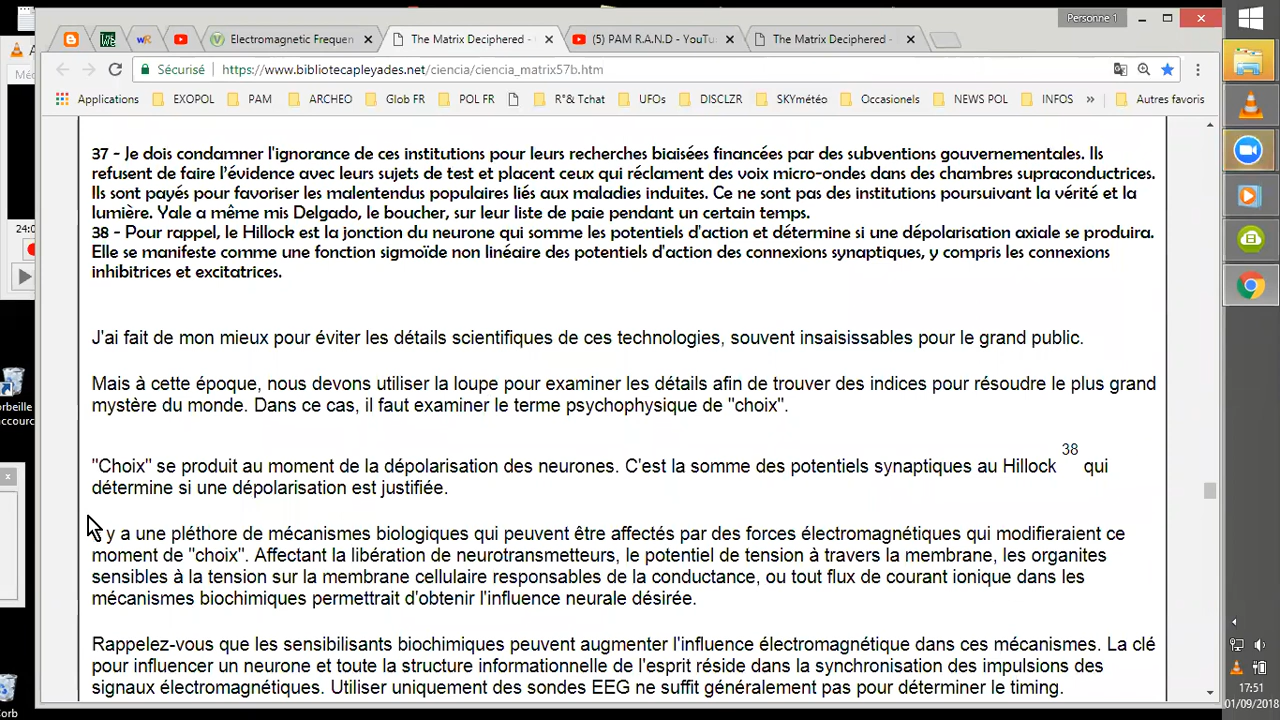 Personne 1
Electromagnetic Frequen
The Matrix Deciphered -
(5) PAM R.A.N.D - YouTu
The Matrix Deciphered -
Sécurisé
https://www.bibliotecapleyades.net/ciencia/ciencia_matrix57b.htm
Applications
EXOPOL
PAM
ARCHEO
Glob FR
POL FR
R*& Tchat
UFOs
DISCLZR
SKYmétéo
Occasionels
NEWS POL
INFOS
»
Autres favoris
37 - Je dois condamner l'ignorance de ces institutions pour leurs recherches biaisées financées par des subventions gouvernementales. Ils
refusent de faire l'évidence avec leurs sujets de test et placent ceux qui réclament des voix micro-ondes dans des chambres supraconductrices.
Ils sont payés pour favoriser les malentendus populaires liés aux maladies induites. Ce ne sont pas des institutions poursuivant la vérité et la
lumière. Yale a même mis Delgado, le boucher, sur leur liste de paie pendant un certain temps.
38 - Pour rappel, le Hillock est la jonction du neurone qui somme les potentiels d'action et détermine si une dépolarisation axiale se produira.
Elle se manifeste comme une fonction sigmoïde non linéaire des potentiels d'action des connexions synaptiques, y compris les connexions
inhibitrices et excitatrices.
J'ai fait de mon mieux pour éviter les détails scientifiques de ces technologies, souvent insaisissables pour le grand public.
Mais à cette époque, nous devons utiliser la loupe pour examiner les détails afin de trouver des indices pour résoudre le plus grand
mystère du monde. Dans ce cas, il faut examiner le terme psychophysique de "choix".
"Choix" se produit au moment de la dépolarisation des neurones. C'est la somme des potentiels synaptiques au Hillock 38 qui
détermine si une dépolarisation est justifiée.
y a une pléthore de mécanismes biologiques qui peuvent être affectés par des forces électromagnétiques qui modifieraient ce
moment de "choix". Affectant la libération de neurotransmetteurs, le potentiel de tension à travers la membrane, les organites
sensibles à la tension sur la membrane cellulaire responsables de la conductance, ou tout flux de courant ionique dans les
mécanismes biochimiques permettrait d'obtenir l'influence neurale désirée.
Rappelez-vous que les sensibilisants biochimiques peuvent augmenter l'influence électromagnétique dans ces mécanismes. La clé
pour influencer un neurone et toute la structure informationnelle de l'esprit réside dans la synchronisation des impulsions des
signaux électromagnétiques. Utiliser uniquement des sondes EEG ne suffit généralement pas pour déterminer le timing.
24:0
orbeille
accour
Corb
17:51
01/09/2018